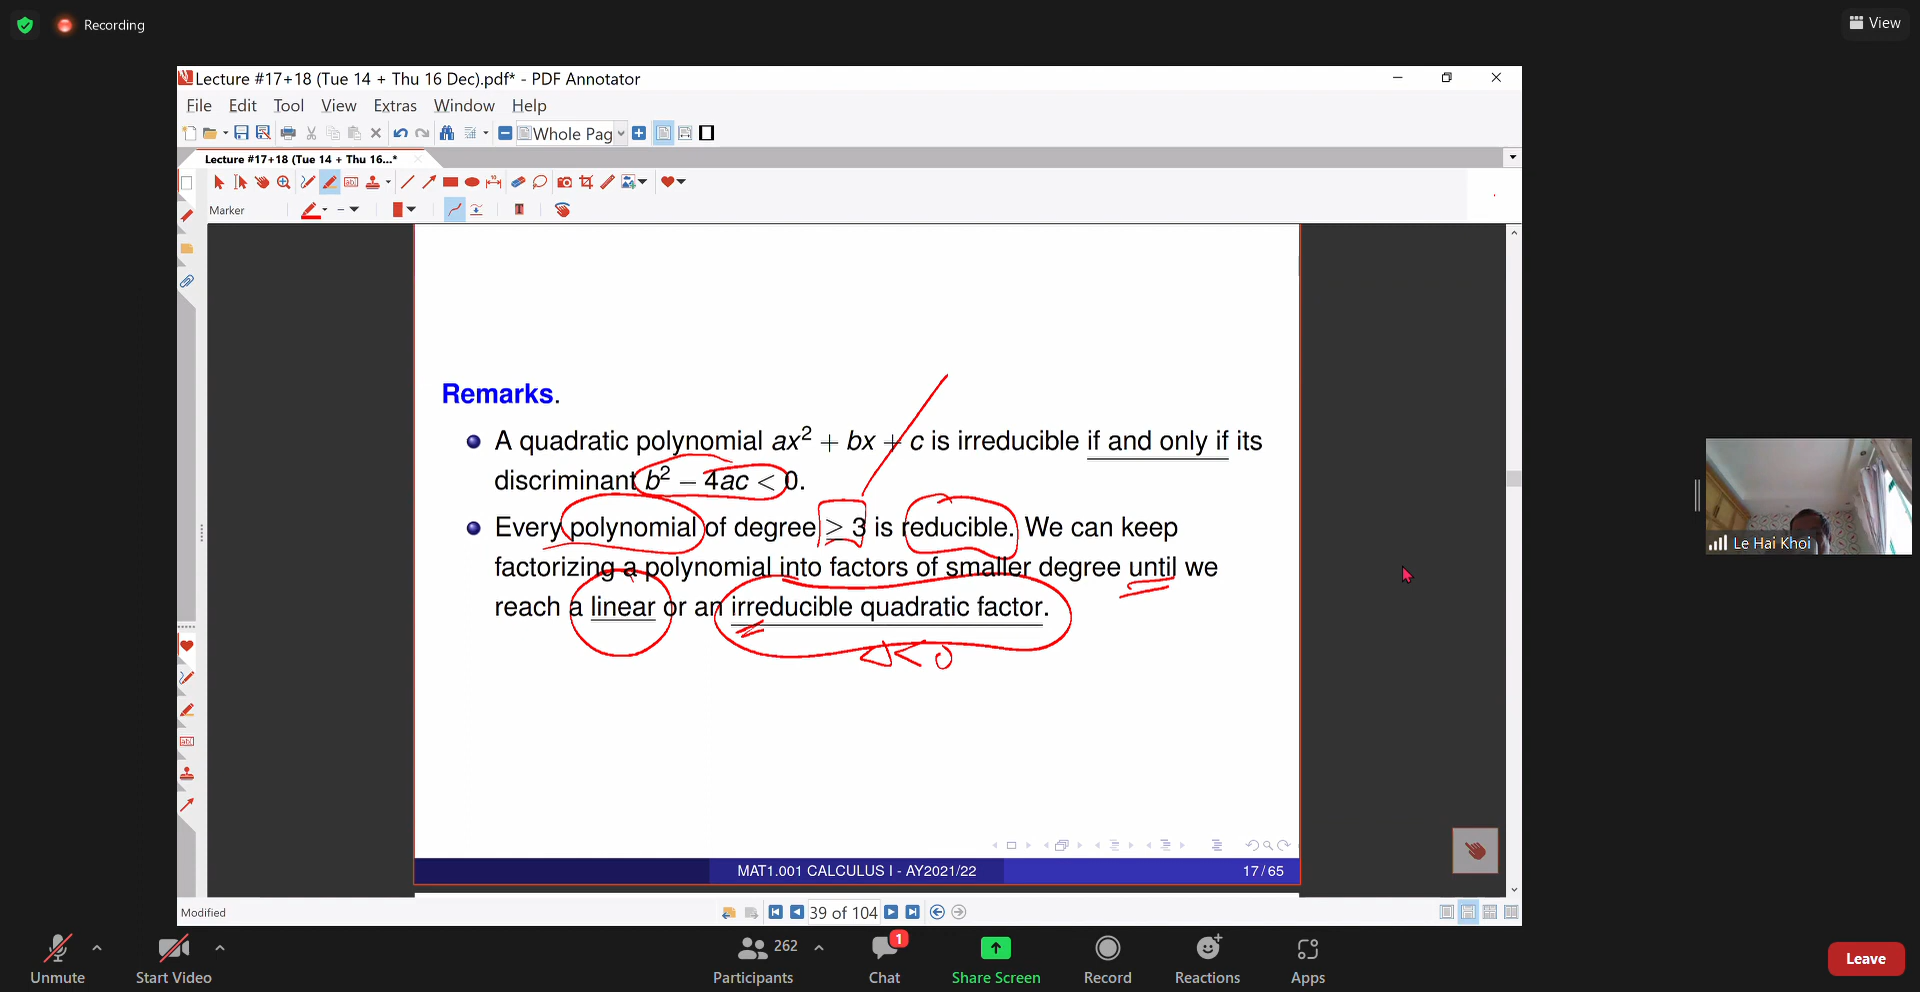 Recording
View
Lecture #17+18 (Tue 14 + Thu 16 Dec).pdf* - PDF Annotator
File Edit Tool View Extras Window Help
Whole Pag
Lecture #17+18 (Tue 14 + Thu 16...*
Marker
Remarks.
A quadratic polynomial ax² + bx + c is irreducible if and only if its
discriminant b² − 4ac < 0.
Every polynomial of degree ≥ 3 is reducible. We can keep
factorizing a polynomial into factors of smaller degree until we
reach a linear or an irreducible quadratic factor.
Δ<0
MAT1.001 CALCULUS I - AY2021/22 17/65
Modified
39 of 104
Le Hai Khoi
Unmute
Start Video
262
Participants
1
Chat
Share Screen
Record
Reactions
Apps
Leave